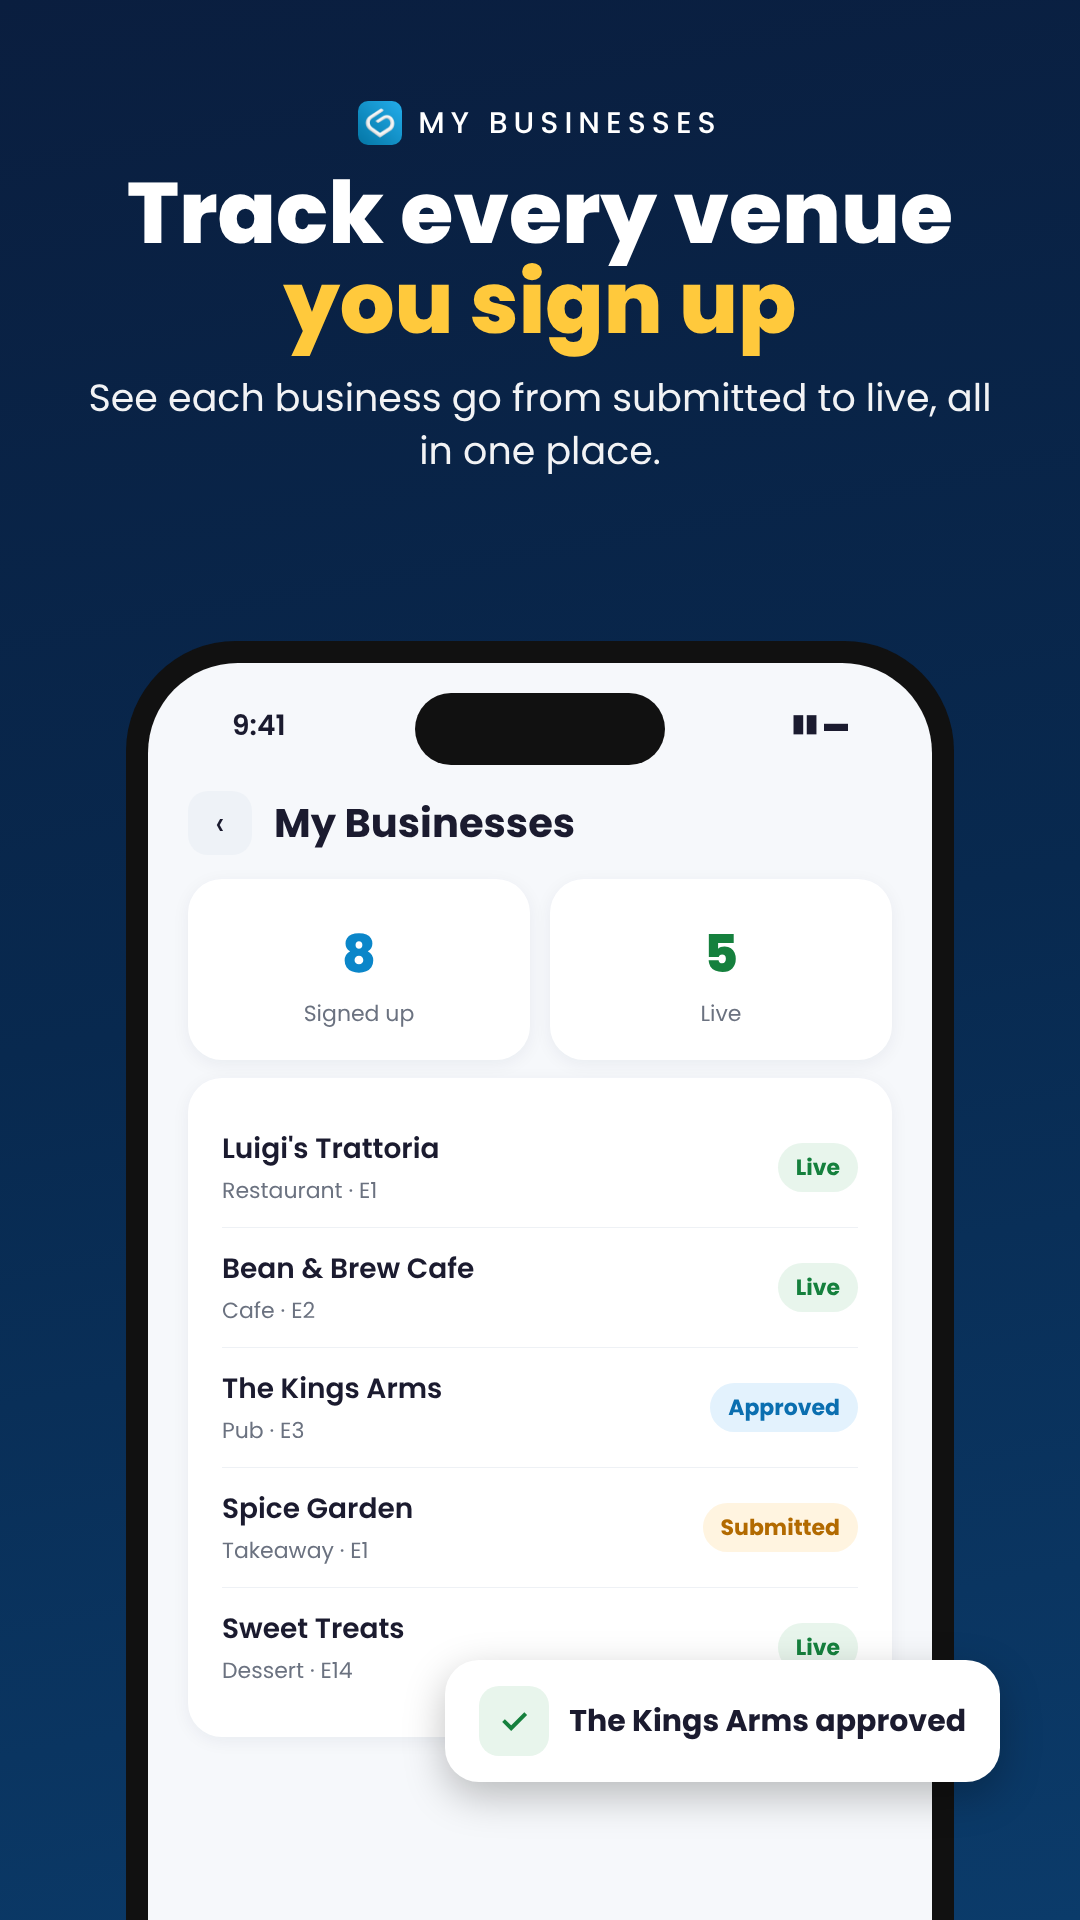 MY BUSINESSES
Track every venue
you sign up
See each business go from submitted to live, all
in one place.
9:41
‹ My Businesses
8
Signed up
5
Live
Luigi's Trattoria
Restaurant · E1
Live
Bean & Brew Cafe
Cafe · E2
Live
The Kings Arms
Pub · E3
Approved
Spice Garden
Takeaway · E1
Submitted
Sweet Treats
Dessert · E14
Live
The Kings Arms approved